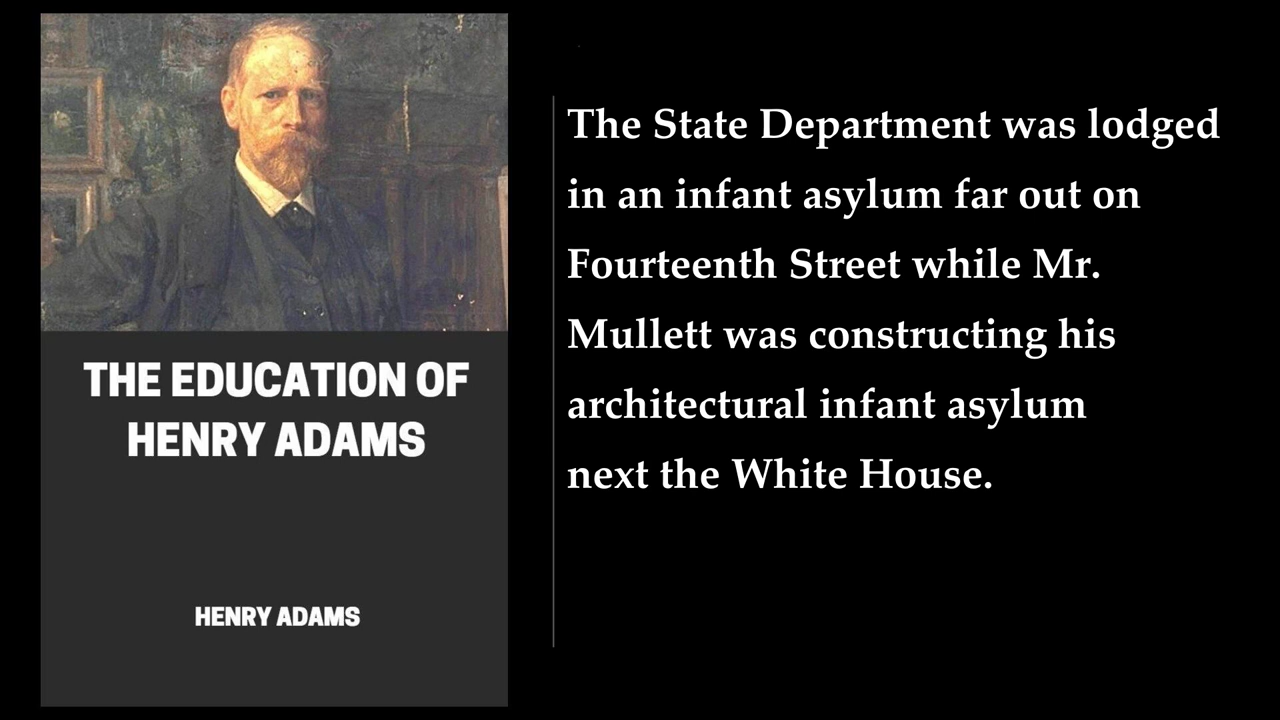 THE EDUCATION OF
HENRY ADAMS
HENRY ADAMS
The State Department was lodged
in an infant asylum far out on
Fourteenth Street while Mr.
Mullett was constructing his
architectural infant asylum
next the White House.